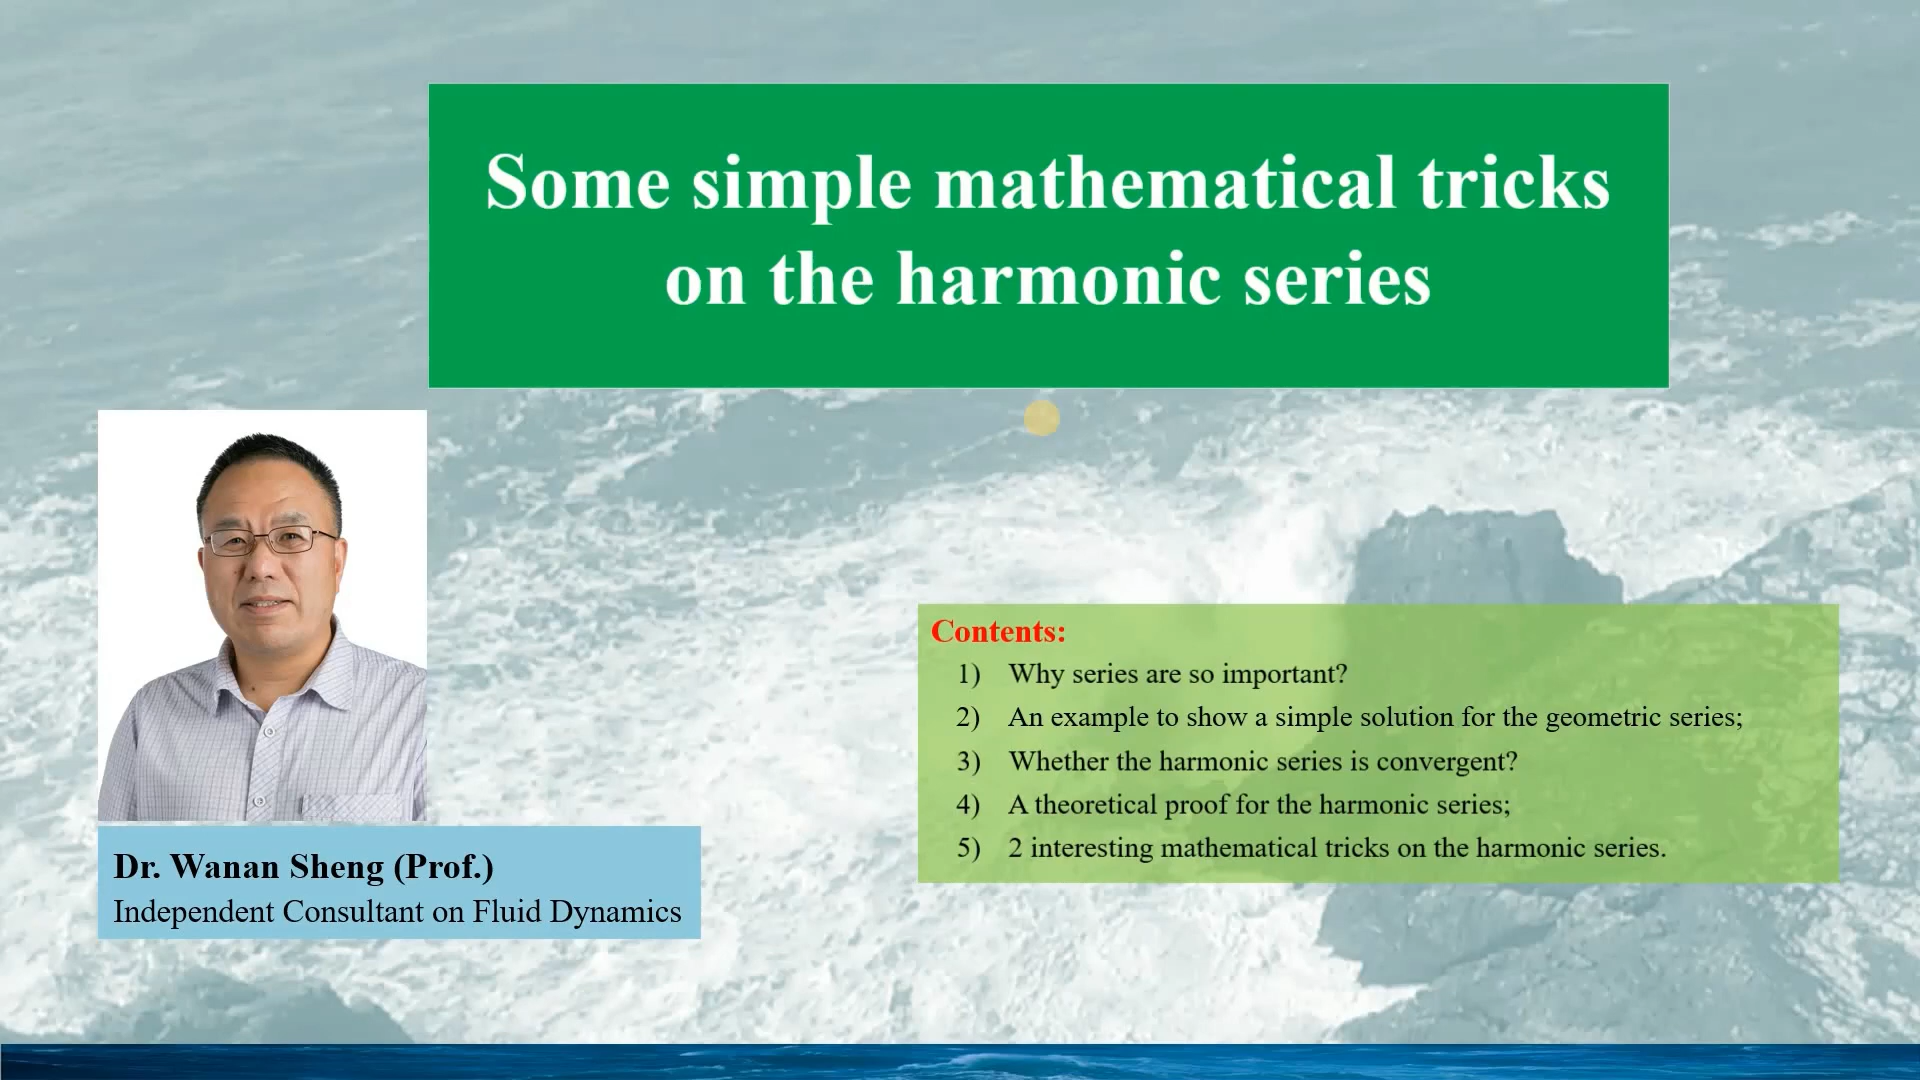 Some simple mathematical tricks
on the harmonic series
Dr. Wanan Sheng (Prof.)
Independent Consultant on Fluid Dynamics
Contents:
1) Why series are so important?
2) An example to show a simple solution for the geometric series;
3) Whether the harmonic series is convergent?
4) A theoretical proof for the harmonic series;
5) 2 interesting mathematical tricks on the harmonic series.